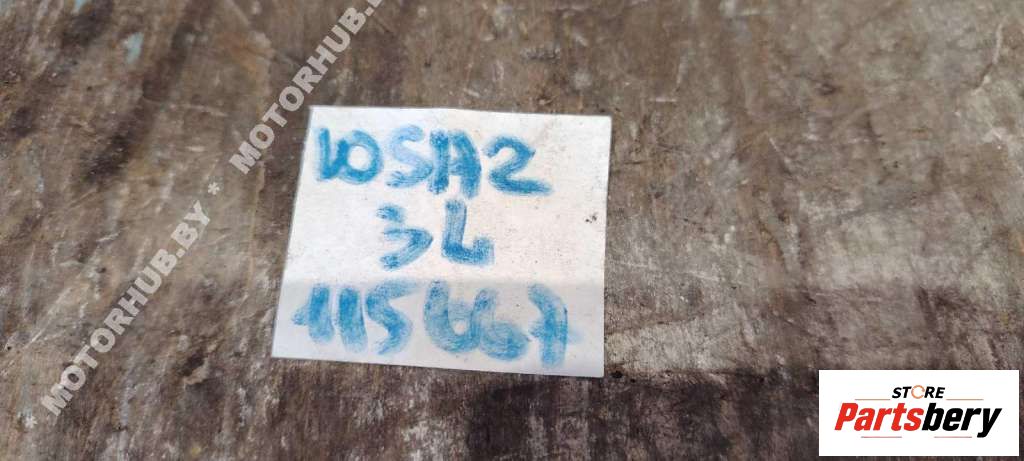 * MOTORHUB.BY * MOTORHUB.BY
10SA2
3L
115667
STORE
Partsbery